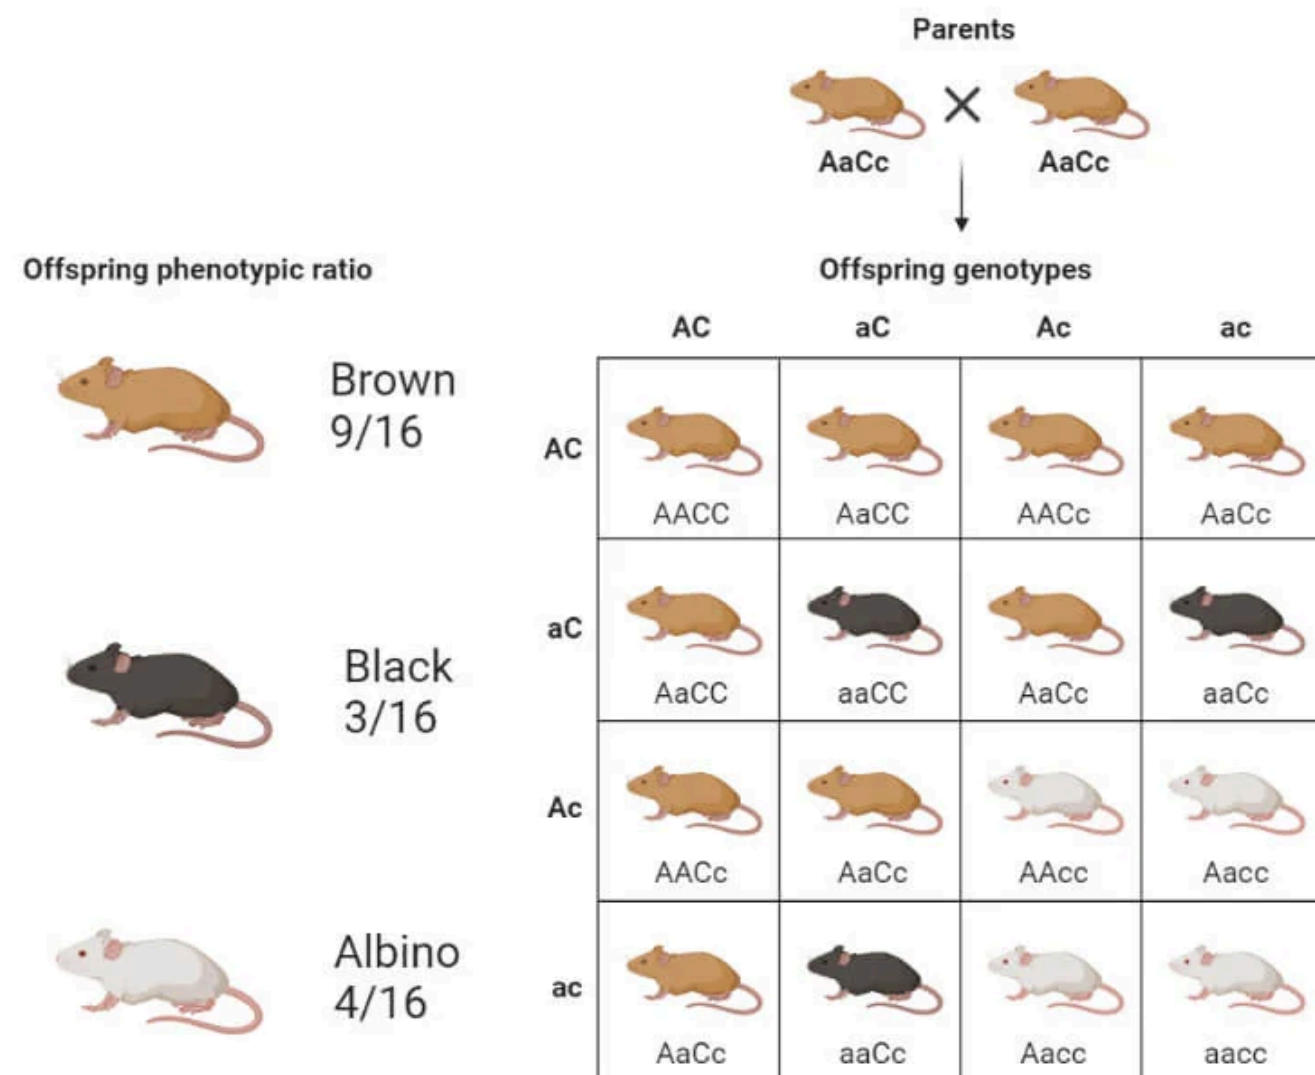 Parents
AaCc
AaCc
Offspring phenotypic ratio
Brown
9/16
Black
3/16
Albino
4/16
Offspring genotypes
AC aC Ac ac
AC
AACC AaCC AACc AaCc
aC
AaCC aaCC AaCc aaCc
Ac
AACc AaCc AAcc Aacc
ac
AaCc aaCc Aacc aacc